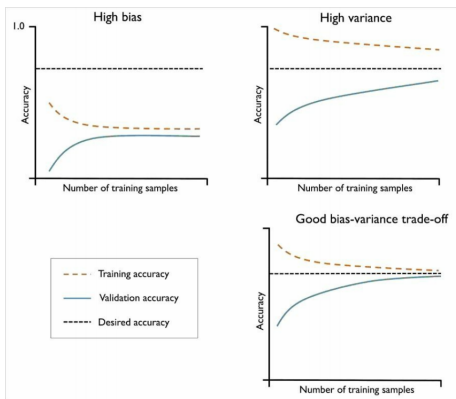 High bias
1.0
Accuracy
Number of training samples
High variance
Accuracy
Number of training samples
Training accuracy
Validation accuracy
Desired accuracy
Good bias-variance trade-off
Accuracy
Number of training samples